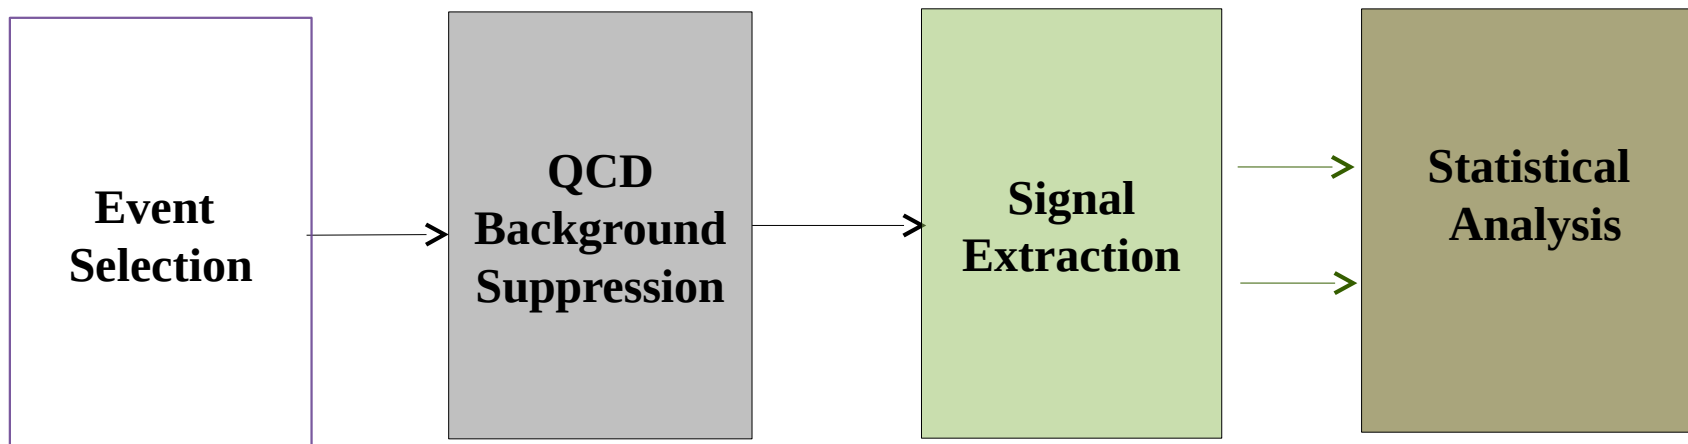 Event
Selection
QCD
Background
Suppression
Signal
Extraction
Statistical
Analysis